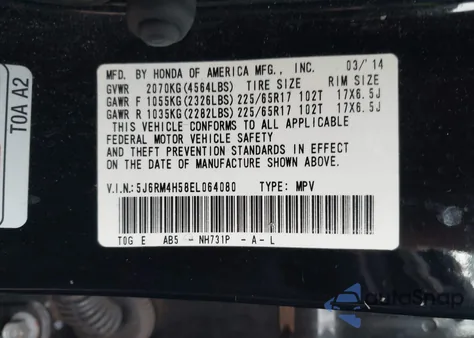 MFD. BY HONDA OF AMERICA MFG., INC. 03/'14
GVWR 2070KG(4564LBS) TIRE SIZE RIM SIZE
GAWR F 1055KG(2326LBS) 225/65R17 102T 17X6.5J
GAWR R 1035KG(2282LBS) 225/65R17 102T 17X6.5J
THIS VEHICLE CONFORMS TO ALL APPLICABLE
FEDERAL MOTOR VEHICLE SAFETY
AND THEFT PREVENTION STANDARDS IN EFFECT
ON THE DATE OF MANUFACTURE SHOWN ABOVE.
V.I.N.:5J6RM4H58EL064080 TYPE: MPV
T0G E AB5 - NH731P - A - L
T0A A2
AutoSnap